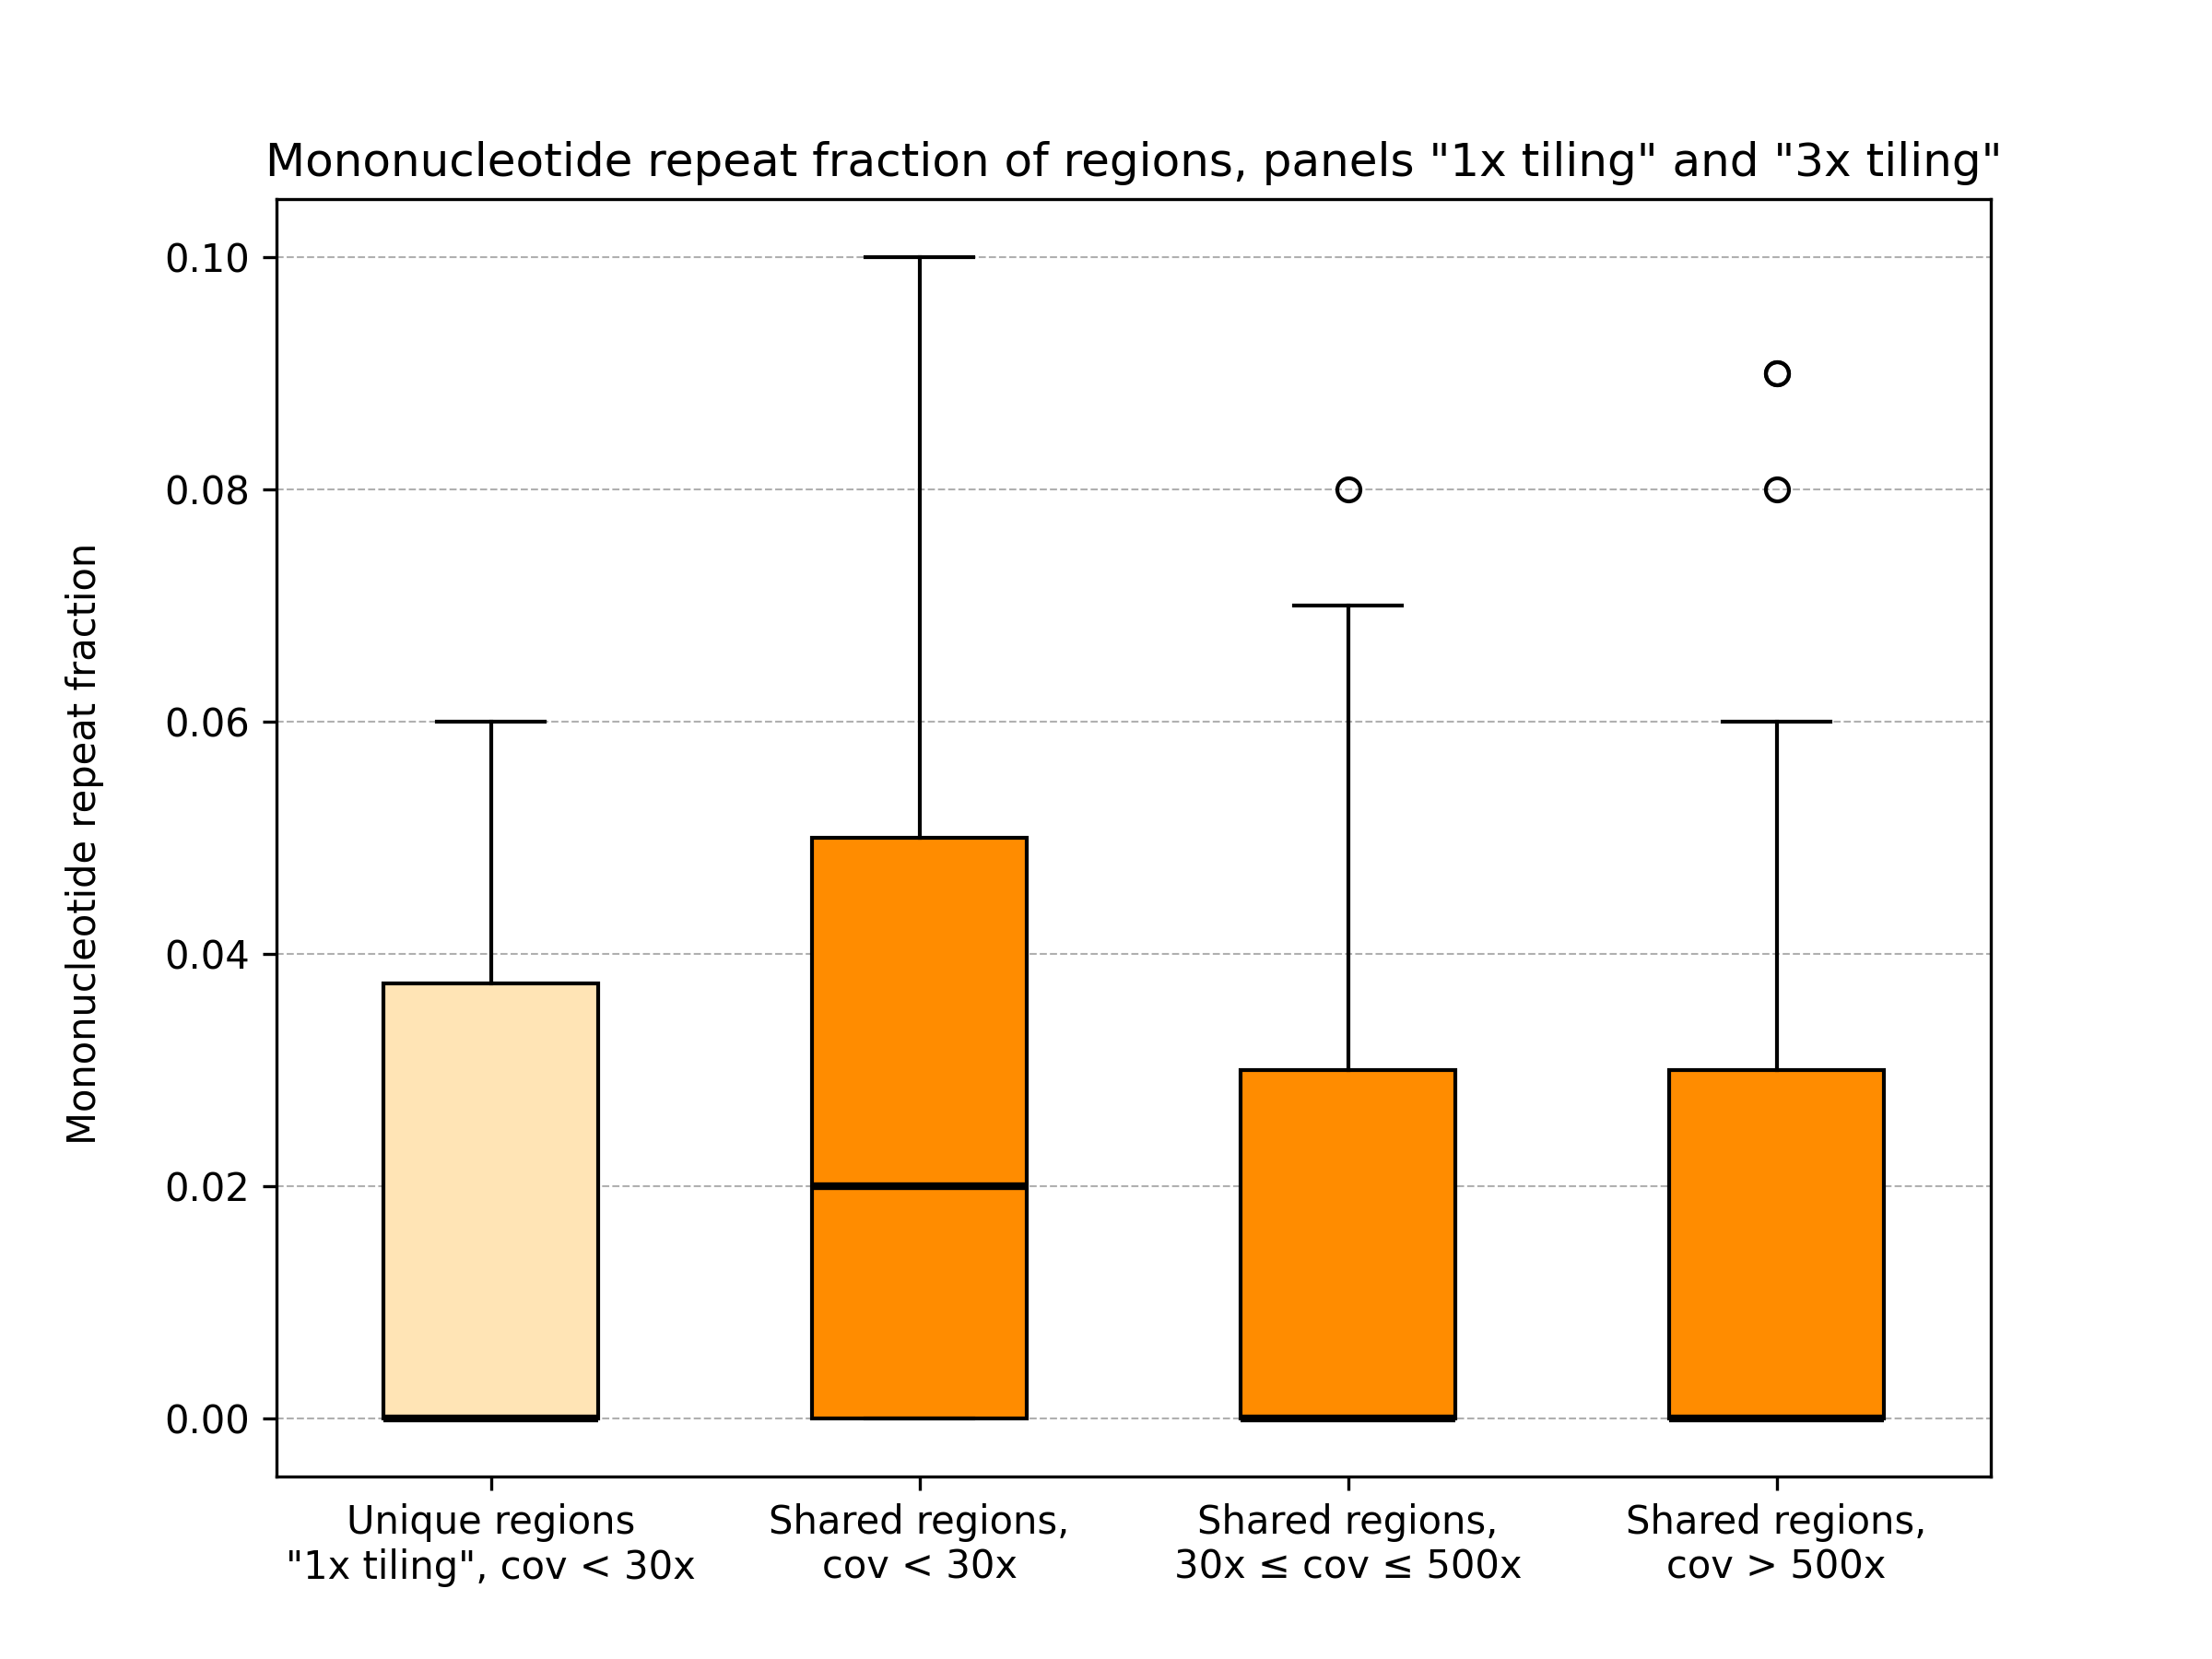 Mononucleotide repeat fraction of regions, panels "1x tiling" and "3x tiling"
Mononucleotide repeat fraction
0.10
0.08
0.06
0.04
0.02
0.00
Unique regions
"1x tiling", cov < 30x
Shared regions,
cov < 30x
Shared regions,
30x ≤ cov ≤ 500x
Shared regions,
cov > 500x